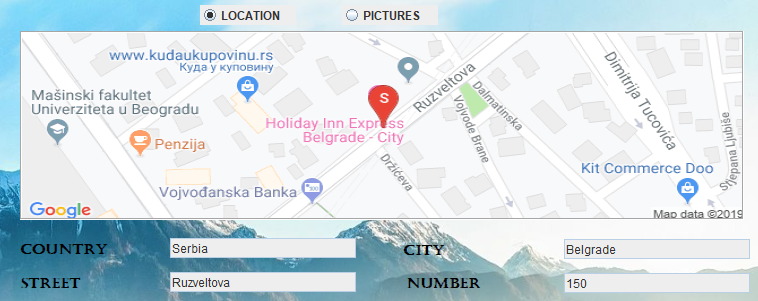 LOCATION PICTURES
www.kudaukupovinu.rs
Куда у куповину
Mašinski fakultet
Univerziteta u Beogradu
Penzija
Holiday Inn Express
Belgrade - City
S
Ruzveltova
Dalmatinska
Vojvode Brane
Dimitrija Tucovića
Stjepana Ljubiše
Držićeva
Vojvođanska Banka
Kit Commerce Doo
Google
Map data ©2019
COUNTRY Serbia CITY Belgrade
STREET Ruzveltova NUMBER 150